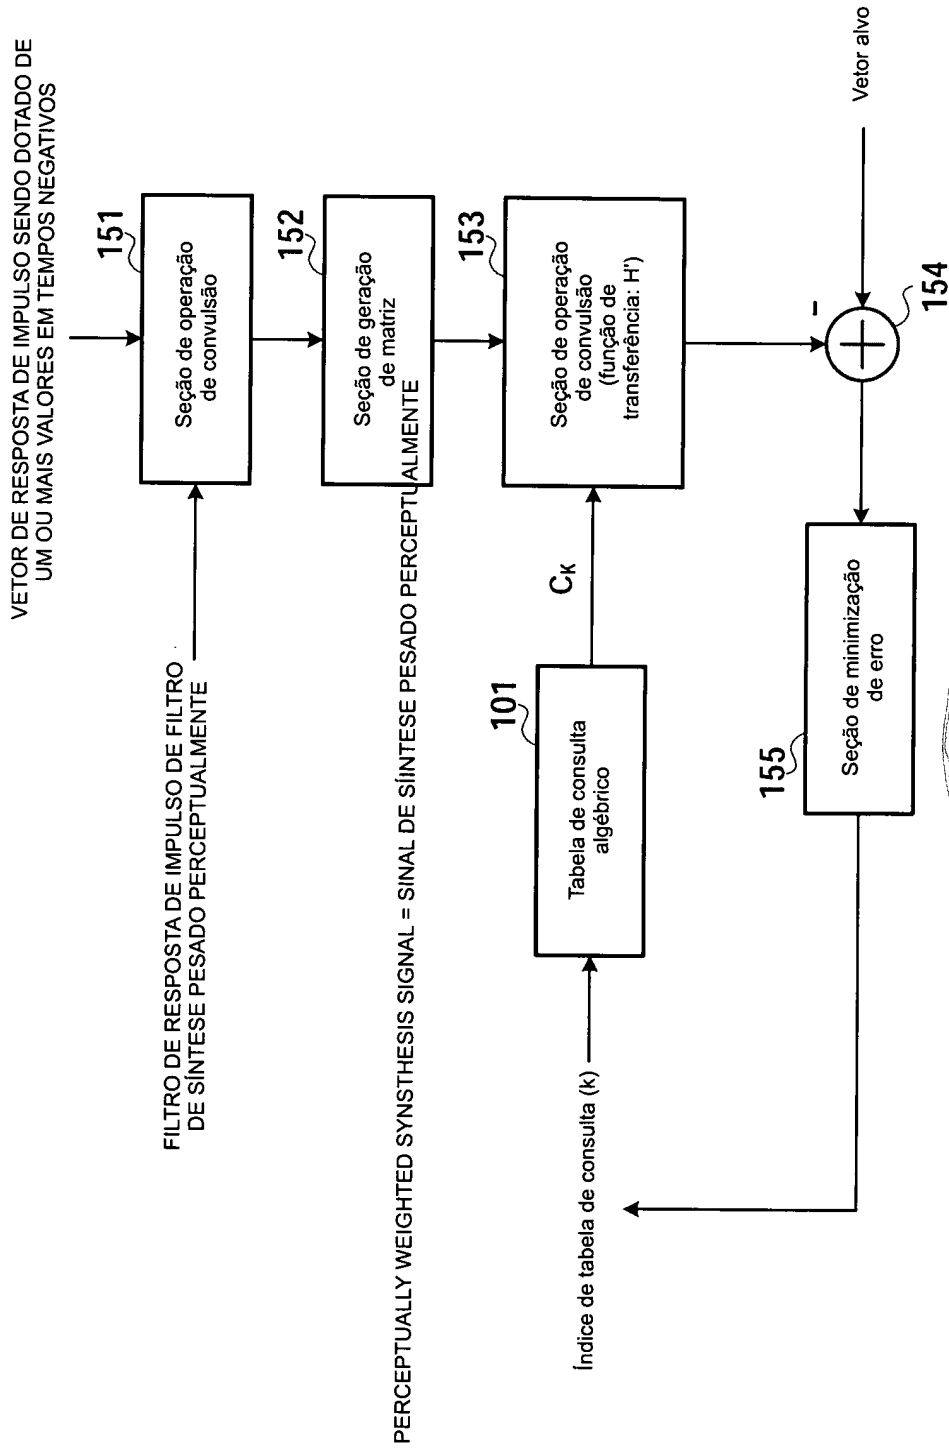 VETOR DE RESPOSTA DE IMPULSO SENDO DOTADO DE
UM OU MAIS VALORES EM TEMPOS NEGATIVOS
FILTRO DE RESPOSTA DE IMPULSO DE FILTRO
DE SÍNTESE PESADO PERCEPTUALMENTE
151
Seção de operação
de convulsão
152
Seção de geração
de matriz
PERCEPTUALLY WEIGHTED SYNSTHESIS SIGNAL = SINAL DE SÍINTESE PESADO PERCEPTUALMENTE
153
Seção de operação
de convulsão
(função de
transferência: H')
Índice de tabela de consulta (k)
101
Tabela de consulta
algébrico
CK
-
154
Vetor alvo
155
Seção de minimização
de erro